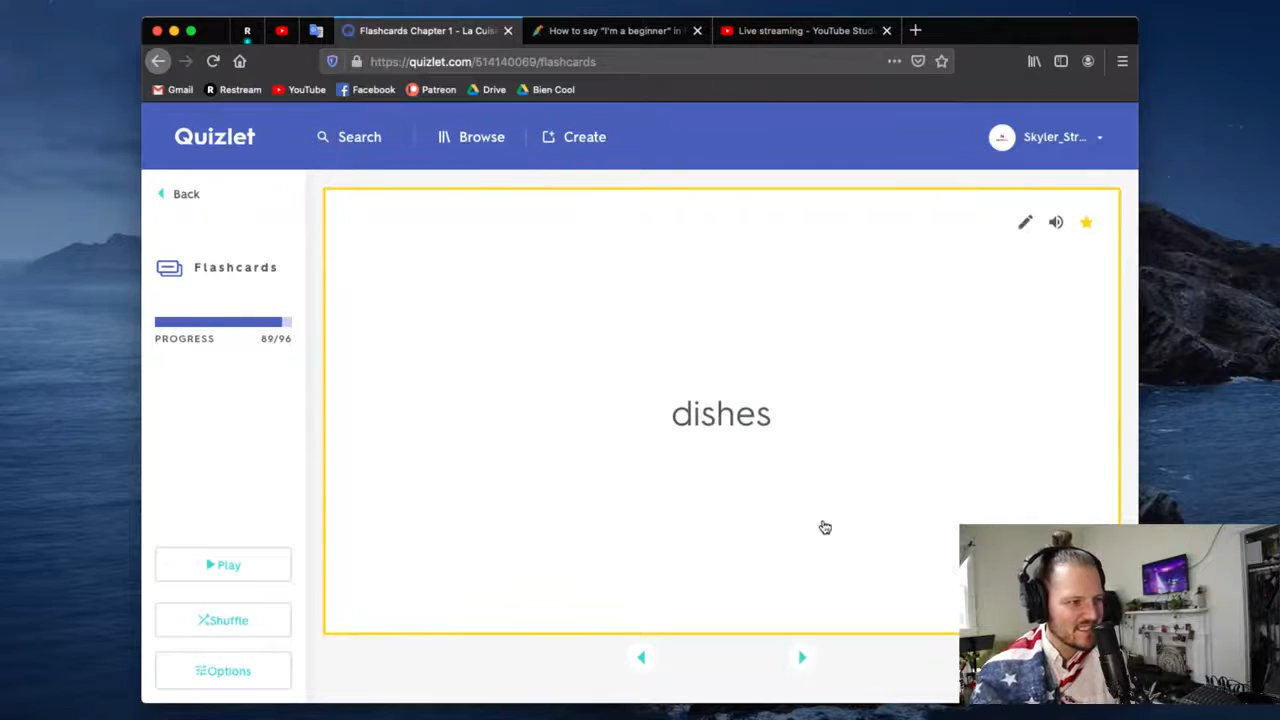 R
Flashcards Chapter 1 - La Cuisi
How to say "I'm a beginner" in
Live streaming - YouTube Stud
https://quizlet.com/514140069/flashcards
Gmail
Restream
YouTube
Facebook
Patreon
Drive
Bien Cool
Quizlet
Search
Browse
Create
Skyler_Str...
Back
Flashcards
PROGRESS
89/96
dishes
Play
Shuffle
Options